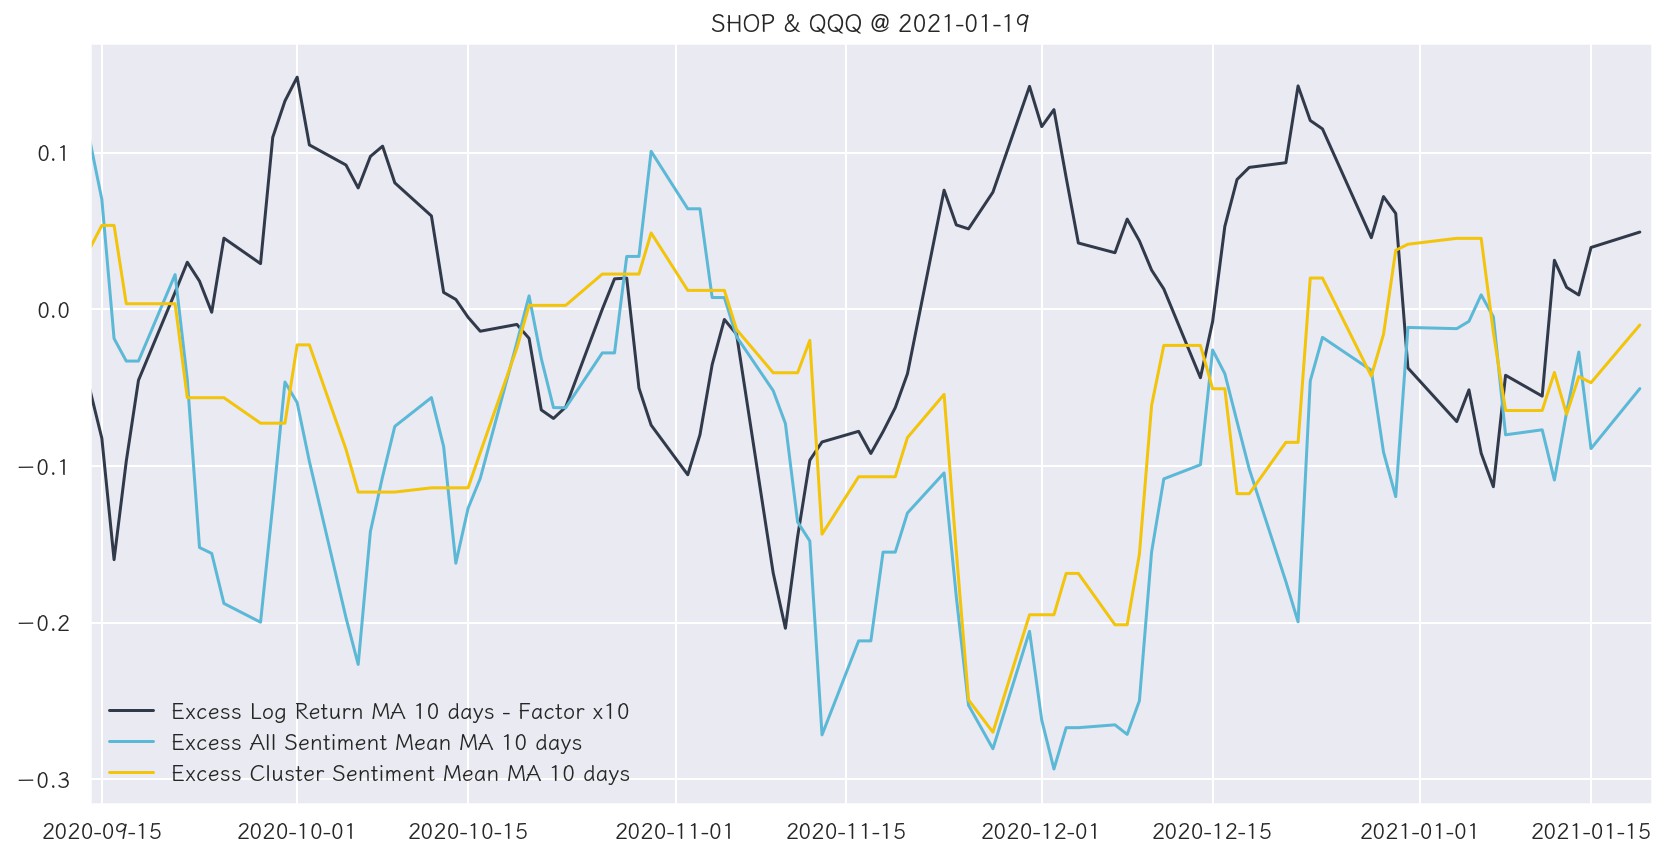 SHOP & QQQ @ 2021-01-19
0.1
0.0
−0.1
−0.2
−0.3
Excess Log Return MA 10 days - Factor x10
Excess All Sentiment Mean MA 10 days
Excess Cluster Sentiment Mean MA 10 days
2020-09-15 2020-10-01 2020-10-15 2020-11-01 2020-11-15 2020-12-01 2020-12-15 2021-01-01 2021-01-15